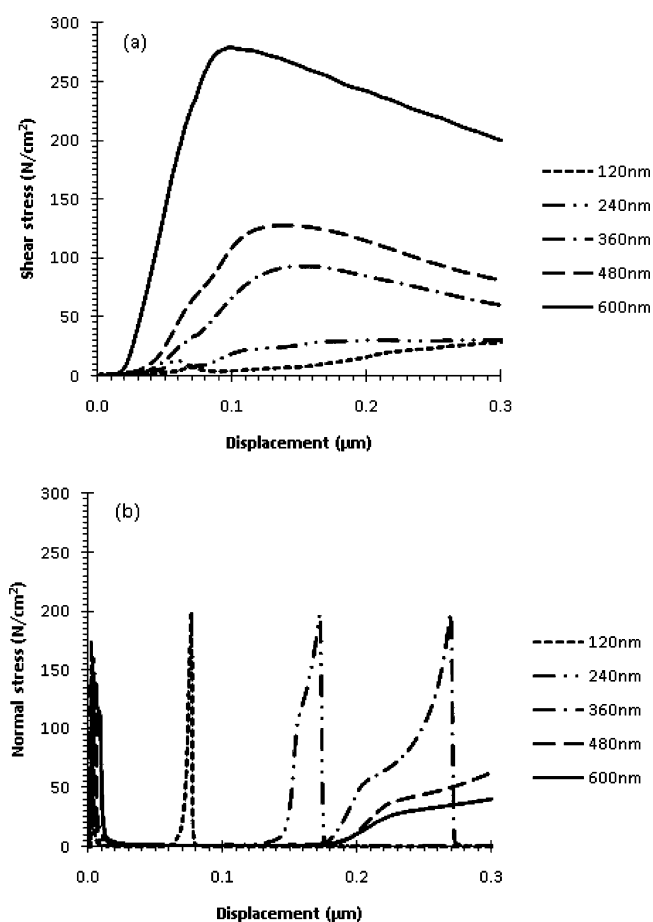 (a)
Shear stress (N/cm²)
300
250
200
150
100
50
0
0.0 0.1 0.2 0.3
Displacement (µm)
120nm
240nm
360nm
480nm
600nm
(b)
Normal stress (N/cm²)
300
250
200
150
100
50
0
0.0 0.1 0.2 0.3
Displacement (µm)
120nm
240nm
360nm
480nm
600nm